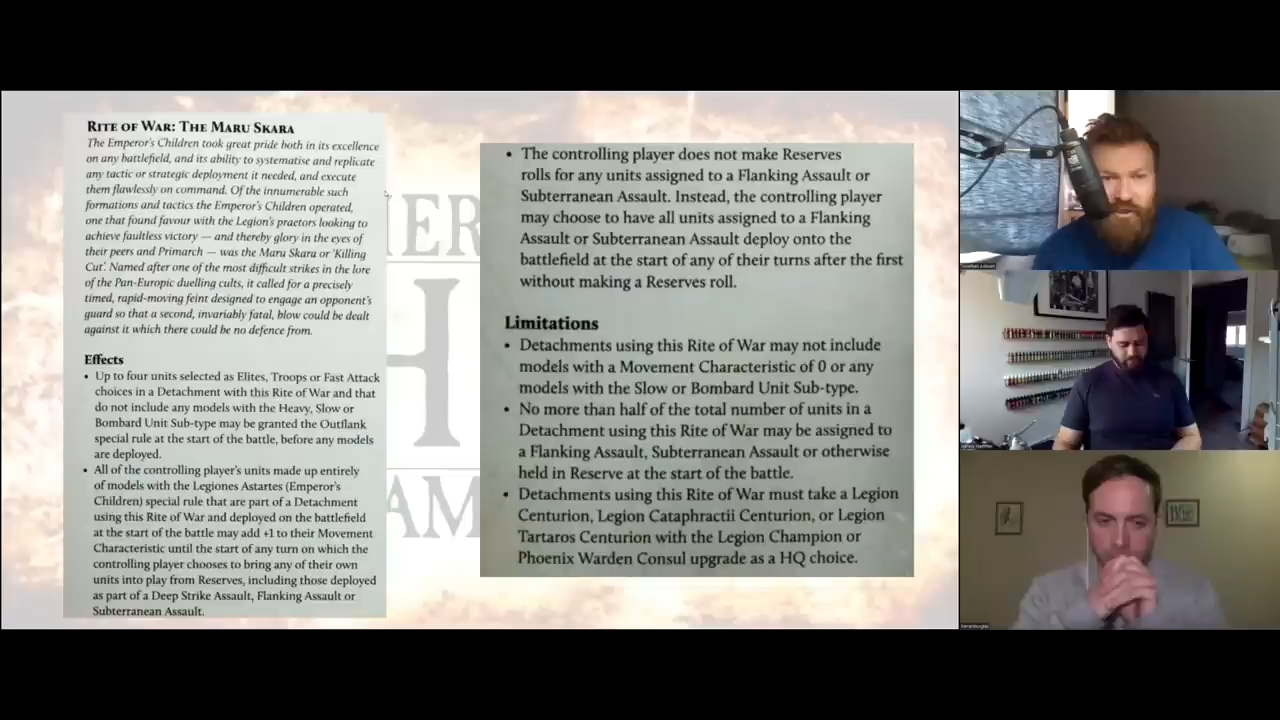 RITE OF WAR: THE MARU SKARA
The Emperor's Children took great pride both in its excellence
on any battlefield, and its ability to systematise and replicate
any tactic or strategic deployment it needed, and execute
them flawlessly on command. Of the innumerable such
formations and tactics the Emperor's Children operated,
one that found favour with the Legion's praetors looking to
achieve faultless victory — and thereby glory in the eyes of
their peers and Primarch — was the Maru Skara or 'Killing
Cut'. Named after one of the most difficult strikes in the lore
of the Pan-Europic duelling cults, it called for a precisely
timed, rapid-moving feint designed to engage an opponent's
guard so that a second, invariably fatal, blow could be dealt
against it which there could be no defence from.
Effects
• Up to four units selected as Elites, Troops or Fast Attack
choices in a Detachment with this Rite of War and that
do not include any models with the Heavy, Slow or
Bombard Unit Sub-type may be granted the Outflank
special rule at the start of the battle, before any models
are deployed.
• All of the controlling player's units made up entirely
of models with the Legiones Astartes (Emperor's
Children) special rule that are part of a Detachment
using this Rite of War and deployed on the battlefield
at the start of the battle may add +1 to their Movement
Characteristic until the start of any turn on which the
controlling player chooses to bring any of their own
units into play from Reserves, including those deployed
as part of a Deep Strike Assault, Flanking Assault or
Subterranean Assault.
ER
H
AM
• The controlling player does not make Reserves
rolls for any units assigned to a Flanking Assault or
Subterranean Assault. Instead, the controlling player
may choose to have all units assigned to a Flanking
Assault or Subterranean Assault deploy onto the
battlefield at the start of any of their turns after the first
without making a Reserves roll.
Limitations
• Detachments using this Rite of War may not include
models with a Movement Characteristic of 0 or any
models with the Slow or Bombard Unit Sub-type.
• No more than half of the total number of units in a
Detachment using this Rite of War may be assigned to
a Flanking Assault, Subterranean Assault or otherwise
held in Reserve at the start of the battle.
• Detachments using this Rite of War must take a Legion
Centurion, Legion Cataphractii Centurion, or Legion
Tartaros Centurion with the Legion Champion or
Phoenix Warden Consul upgrade as a HQ choice.